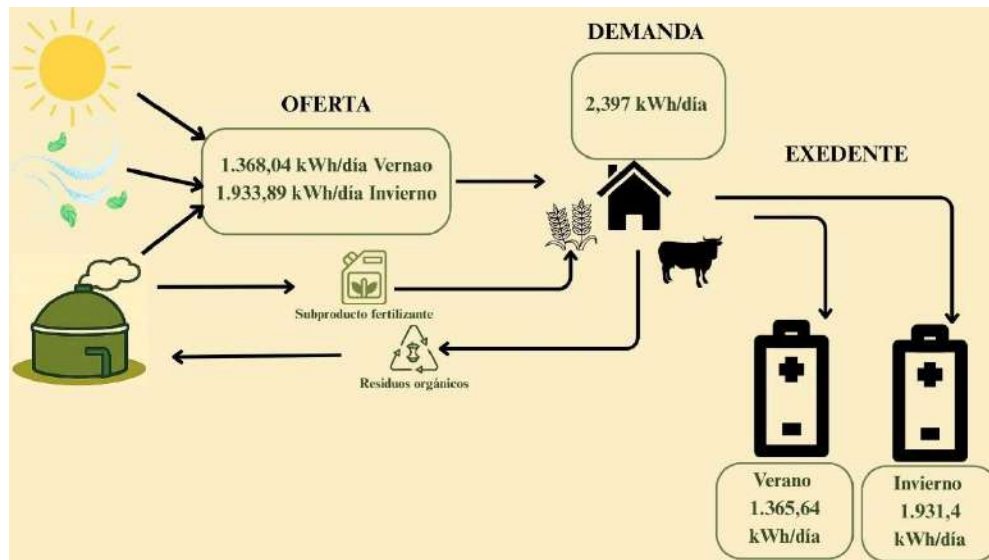 DEMANDA
2,397 kWh/día
OFERTA
1.368,04 kWh/día Vernao
1.933,89 kWh/día Invierno
EXEDENTE
Subproducto fertilizante
Residuos orgánicos
Verano
1.365,64
kWh/día
Invierno
1.931,4
kWh/día